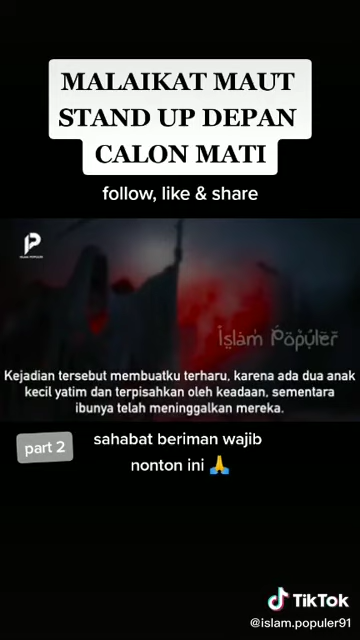 MALAIKAT MAUT
STAND UP DEPAN
CALON MATI
follow, like & share
ISLAM POPULER
Islam Populer
Kejadian tersebut membuatku terharu, karena ada dua anak
kecil yatim dan terpisahkan oleh keadaan, sementara
ibunya telah meninggalkan mereka.
part 2
sahabat beriman wajib
nonton ini 🙏
TikTok
@islam.populer91